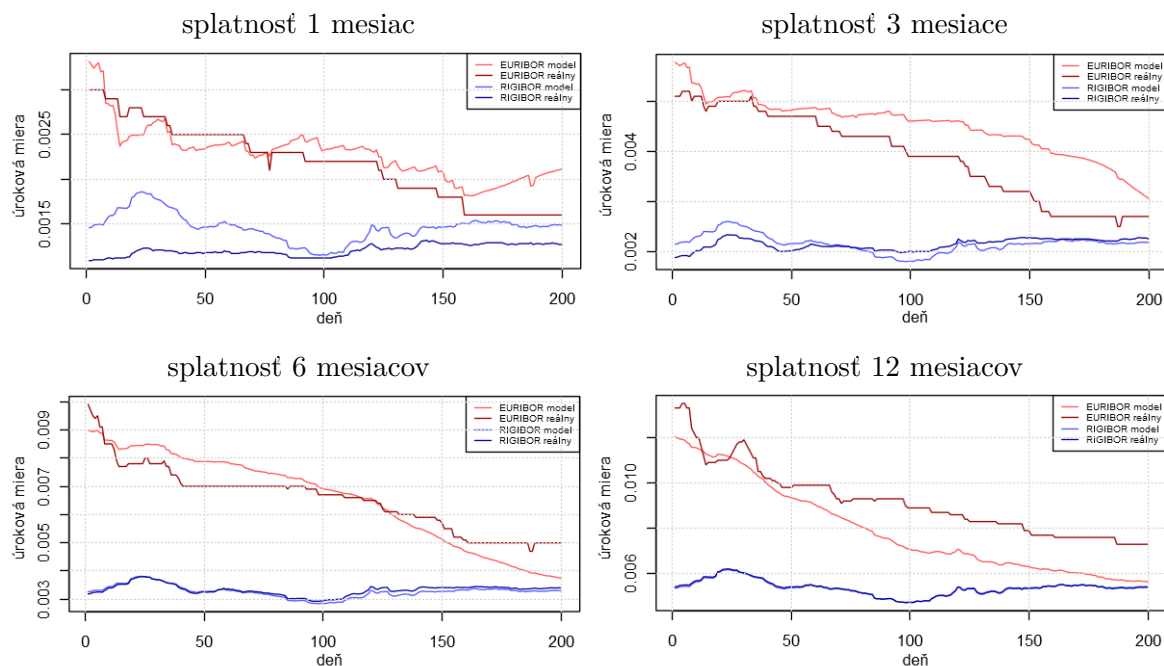 splatnosť 1 mesiac
EURIBOR model
EURIBOR reálny
RIGIBOR model
RIGIBOR reálny
úroková miera
0.0025
0.0015
0 50 100 150 200
deň
splatnosť 3 mesiace
EURIBOR model
EURIBOR reálny
RIGIBOR model
RIGIBOR reálny
úroková miera
0.004
0.002
0 50 100 150 200
deň
splatnosť 6 mesiacov
EURIBOR model
EURIBOR reálny
RIGIBOR model
RIGIBOR reálny
úroková miera
0.009
0.007
0.005
0.003
0 50 100 150 200
deň
splatnosť 12 mesiacov
EURIBOR model
EURIBOR reálny
RIGIBOR model
RIGIBOR reálny
úroková miera
0.010
0.006
0 50 100 150 200
deň